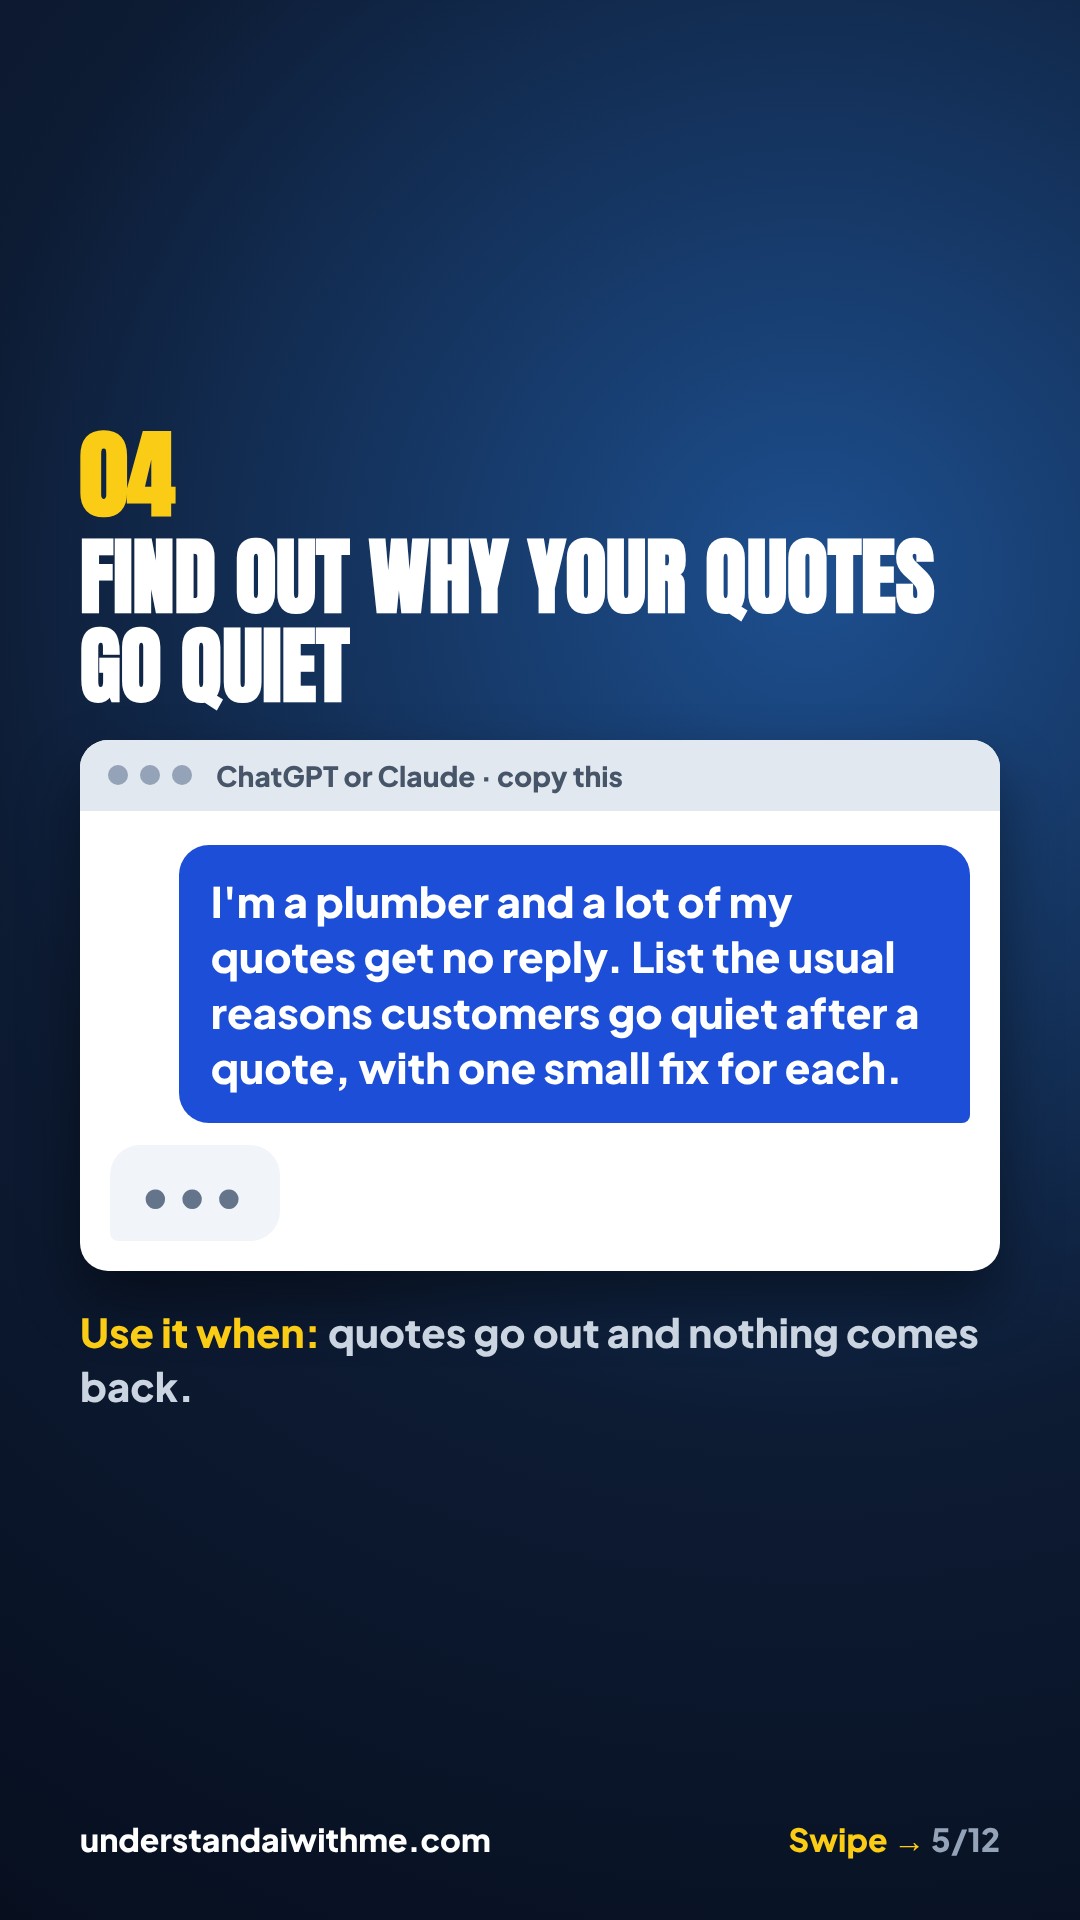 04
FIND OUT WHY YOUR QUOTES
GO QUIET
ChatGPT or Claude · copy this
I'm a plumber and a lot of my
quotes get no reply. List the usual
reasons customers go quiet after a
quote, with one small fix for each.
Use it when: quotes go out and nothing comes
back.
understandaiwithme.com
Swipe → 5/12